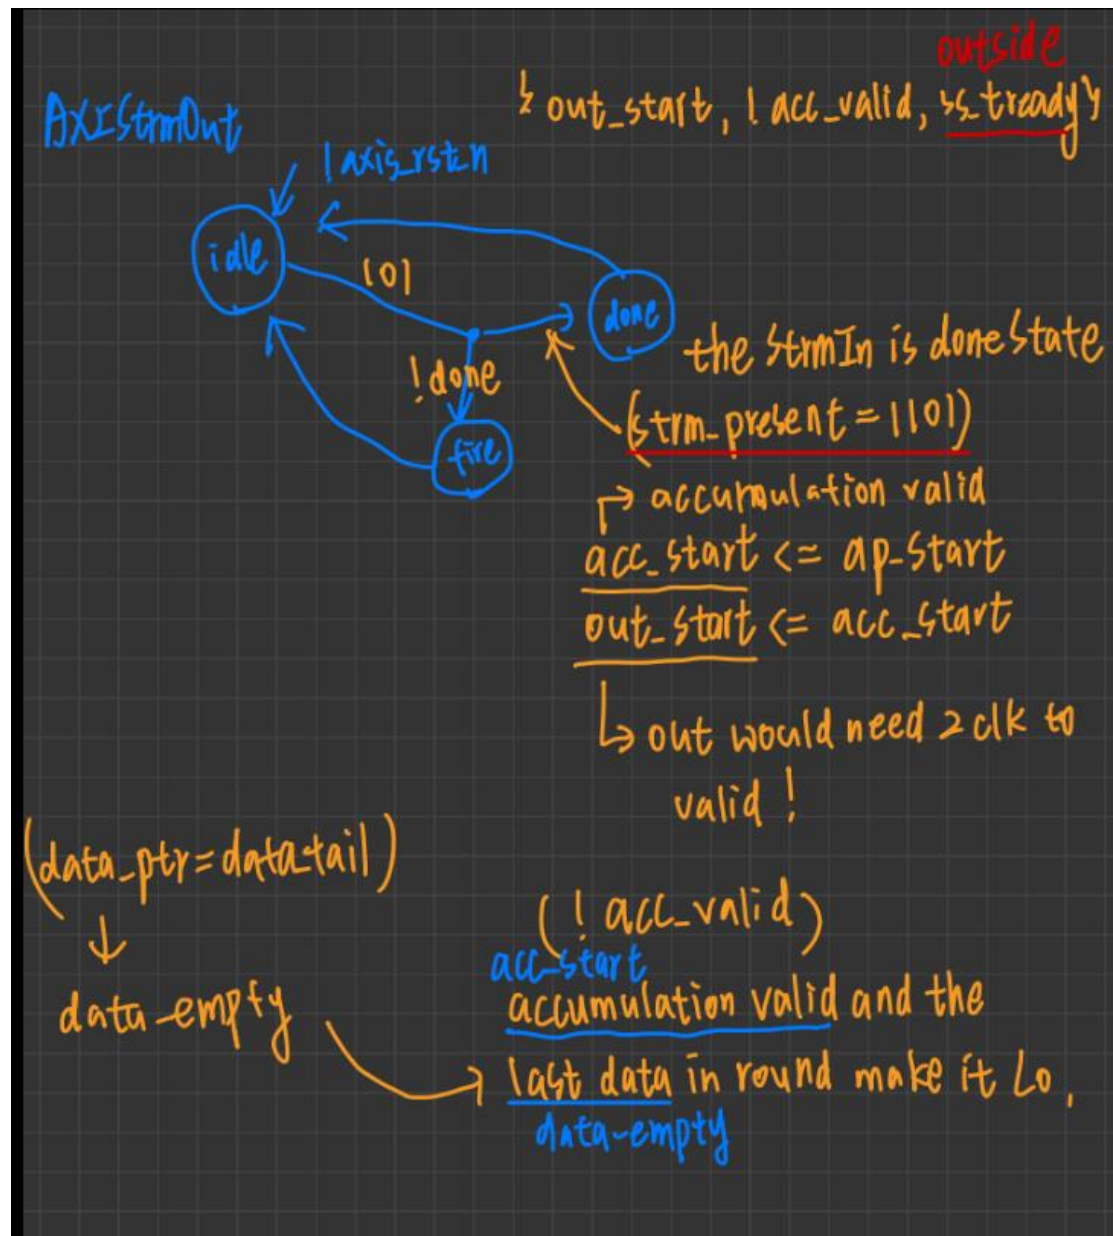 outside
{ out_start, ! acc_valid, ss_tready }
AXIStrmOut
! axis_rst_n
idle
101
done
! done
fire
the StrmIn is done State
(strm_present = 1101)
accumulation valid
acc_start <= ap_start
out_start <= acc_start
out would need 2 clk to
valid !
(data_ptr = data_tail)
data_empty
(! acc_valid)
acc_start
accumulation valid and the
last data in round make it Lo,
data_empty